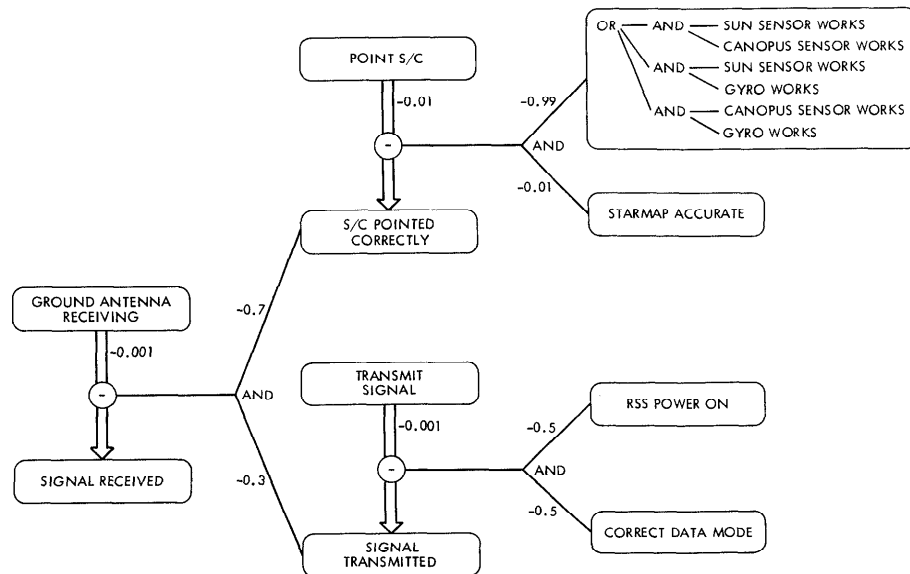 POINT S/C
-0.01
-
AND
-0.99
-0.01
OR
AND
SUN SENSOR WORKS
CANOPUS SENSOR WORKS
AND
SUN SENSOR WORKS
GYRO WORKS
AND
CANOPUS SENSOR WORKS
GYRO WORKS
STARMAP ACCURATE
S/C POINTED
CORRECTLY
GROUND ANTENNA
RECEIVING
-0.001
-
AND
-0.7
-0.3
SIGNAL RECEIVED
TRANSMIT
SIGNAL
-0.001
-
AND
-0.5
-0.5
RSS POWER ON
CORRECT DATA MODE
SIGNAL
TRANSMITTED